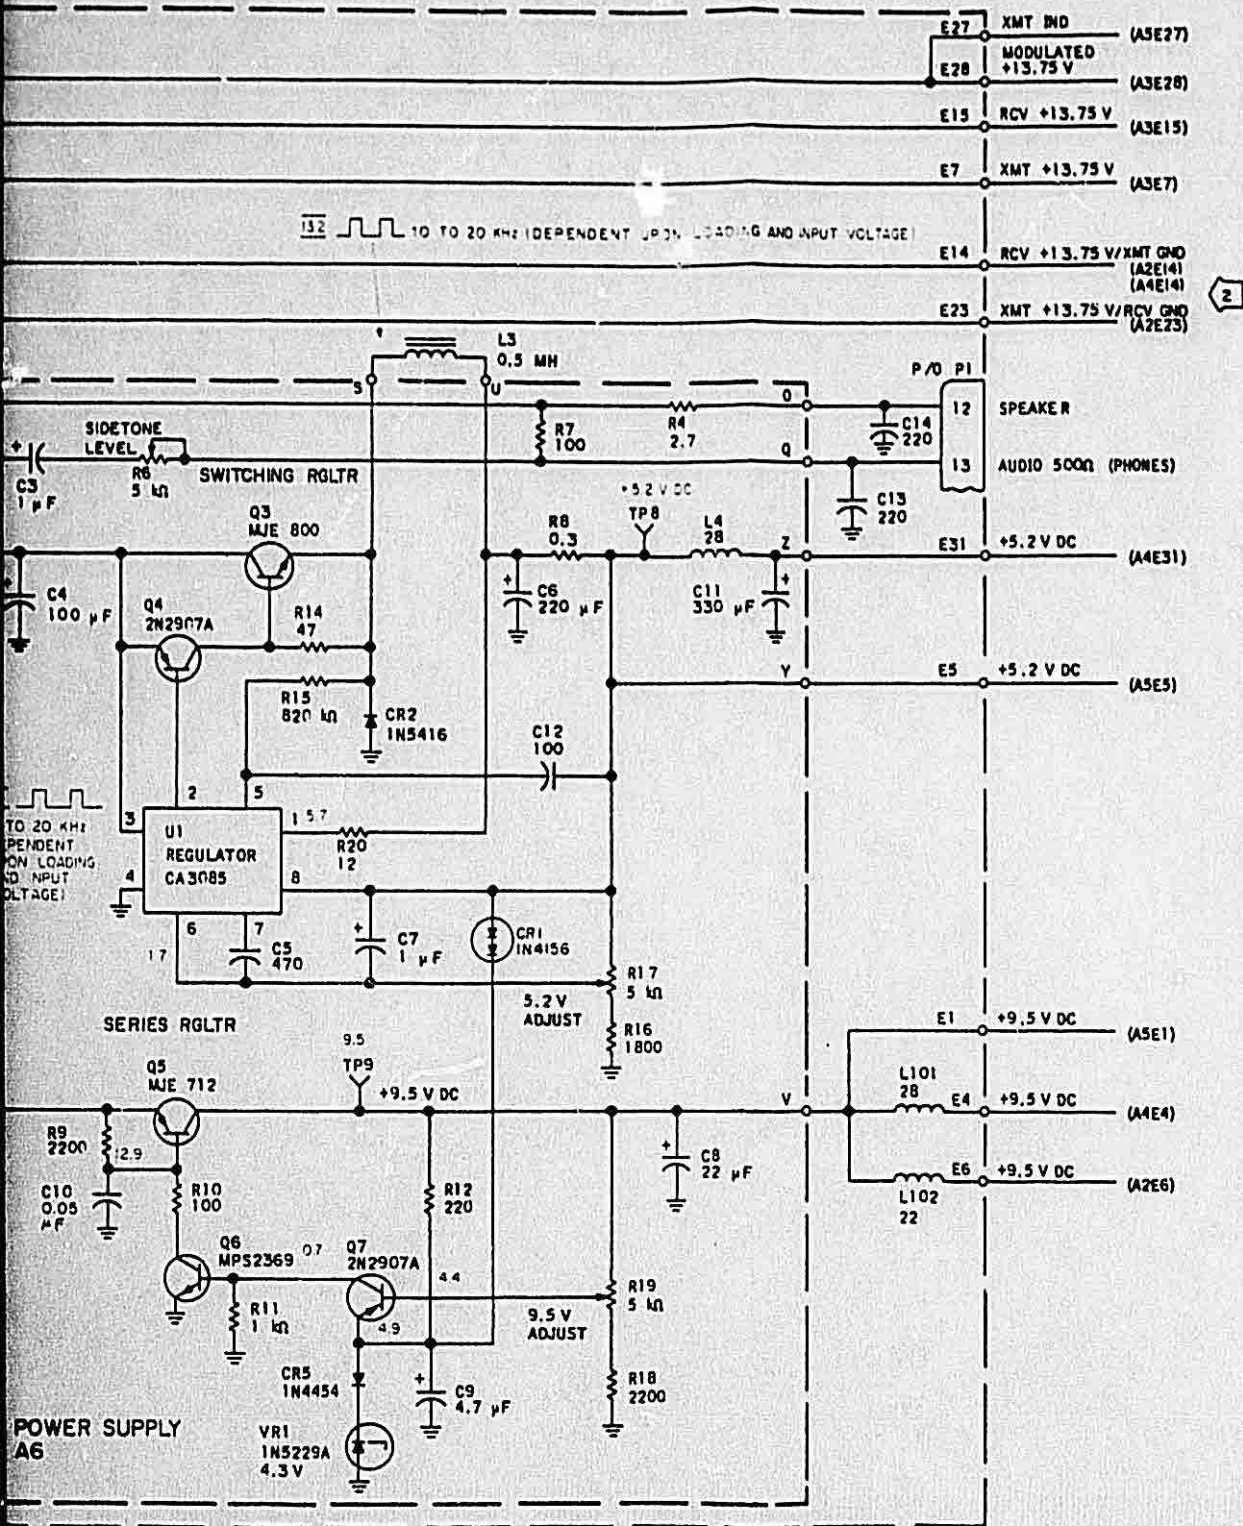 E27 XMT IND (A5E27)
E28 MODULATED
+13.75 V (A3E28)
E15 RCV +13.75 V (A3E15)
E7 XMT +13.75 V (A3E7)
13.2 10 TO 20 KHz (DEPENDENT UPON LOADING AND INPUT VOLTAGE)
E14 RCV +13.75 V/XMT GND
(A2E14)
(A4E14)
2
E23 XMT +13.75 V/RCV GND
(A2E23)
L3
0.5 MH
S U
P/O P1
O 12 SPEAKER
C14
220
R7
100
R4
2.7
SIDETONE
LEVEL
R6
5 kΩ
+
C3
1 μF
SWITCHING RGLTR
Q 13 AUDIO 500Ω (PHONES)
C13
220
Q3
MJE 800
+5.2 V DC
TP8
R8
0.3
L4
28
Z E31 +5.2 V DC (A4E31)
+
C4
100 μF
Q4
2N2907A
R14
47
+
C6
220 μF
C11
330 μF
+
R15
820 kΩ
CR2
1N5416
Y E5 +5.2 V DC (A5E5)
C12
100
TO 20 KHz
PENDENT
ON LOADING
ND INPUT
OLTAGE)
2 5
3 U1
REGULATOR
CA3085
1 5.7
R20
12
4 8
6 7
1.7
C5
470
+
C7
1 μF
CR1
1N4156
5.2 V
ADJUST
R17
5 kΩ
R16
1800
SERIES RGLTR
Q5
MJE 712
9.5
TP9
+9.5 V DC
E1 +9.5 V DC (A5E1)
L101
28
V E4 +9.5 V DC (A4E4)
E6 +9.5 V DC (A2E6)
L102
22
R9
2200
12.9
C10
0.05
μF
R10
100
R12
220
+
C8
22 μF
Q6
MPS2369
0.7
Q7
2N2907A
4.4
4.9
R11
1 kΩ
9.5 V
ADJUST
R19
5 kΩ
R18
2200
CR5
1N4454
+
C9
4.7 μF
VR1
1N5229A
4.3 V
POWER SUPPLY
A6